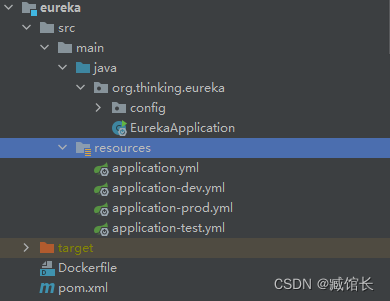 eureka
src
main
java
org.thinking.eureka
config
EurekaApplication
resources
application.yml
application-dev.yml
application-prod.yml
application-test.yml
target
Dockerfile
pom.xml
CSDN @臧馆长